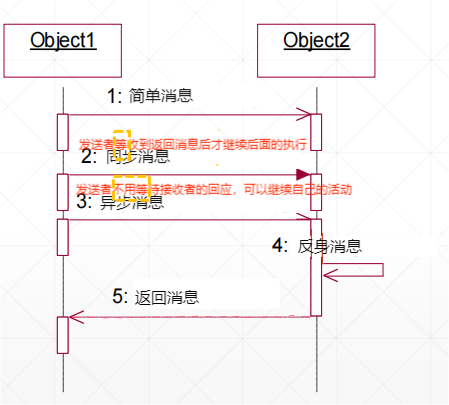 Object1
Object2
1: 简单消息
发送者等收到返回消息后才继续后面的执行
2: 同步消息
发送者不用等待接收者的回应，可以继续自己的活动
3: 异步消息
4: 反身消息
5: 返回消息